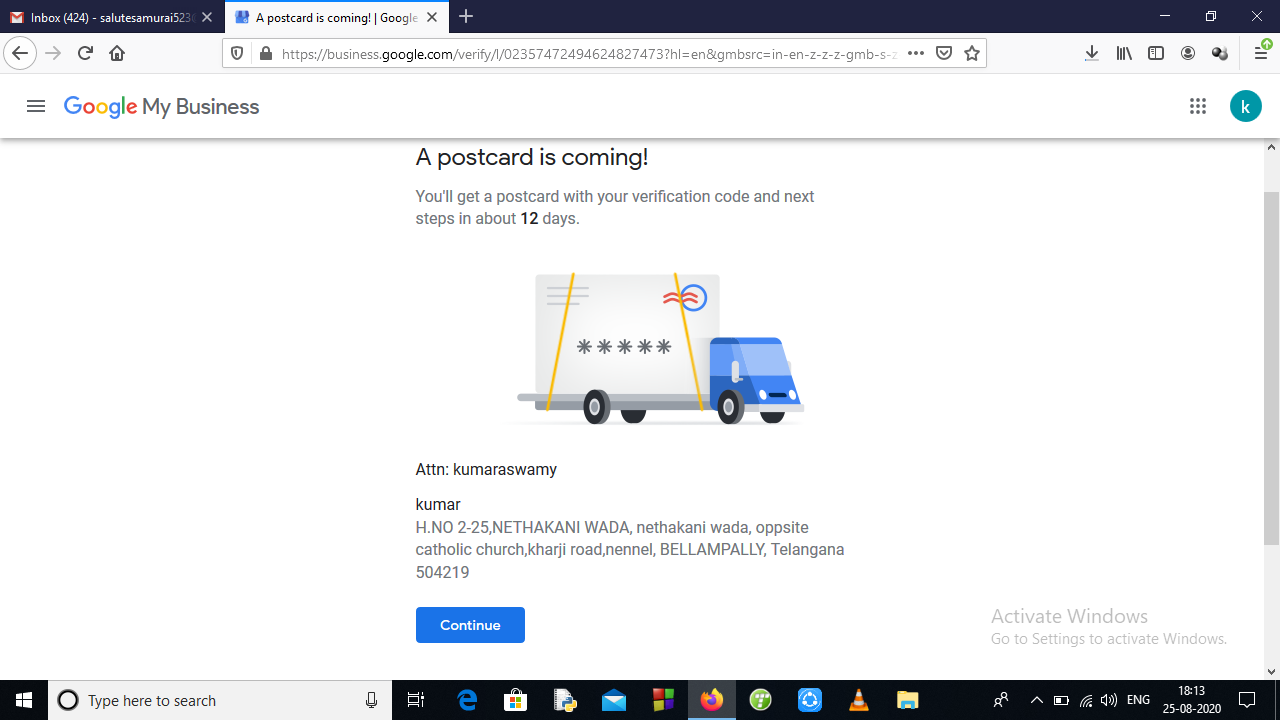 Inbox (424) - salutesamurai523
A postcard is coming! | Google
https://business.google.com/verify/l/02357472494624827473?hl=en&gmbsrc=in-en-z-z-z-gmb-s-z
Google My Business
k
A postcard is coming!
You'll get a postcard with your verification code and next
steps in about 12 days.
*****
Attn: kumaraswamy
kumar
H.NO 2-25,NETHAKANI WADA, nethakani wada, oppsite
catholic church,kharji road,nennel, BELLAMPALLY, Telangana
504219
Continue
Activate Windows
Go to Settings to activate Windows.
Type here to search
ENG
18:13
25-08-2020